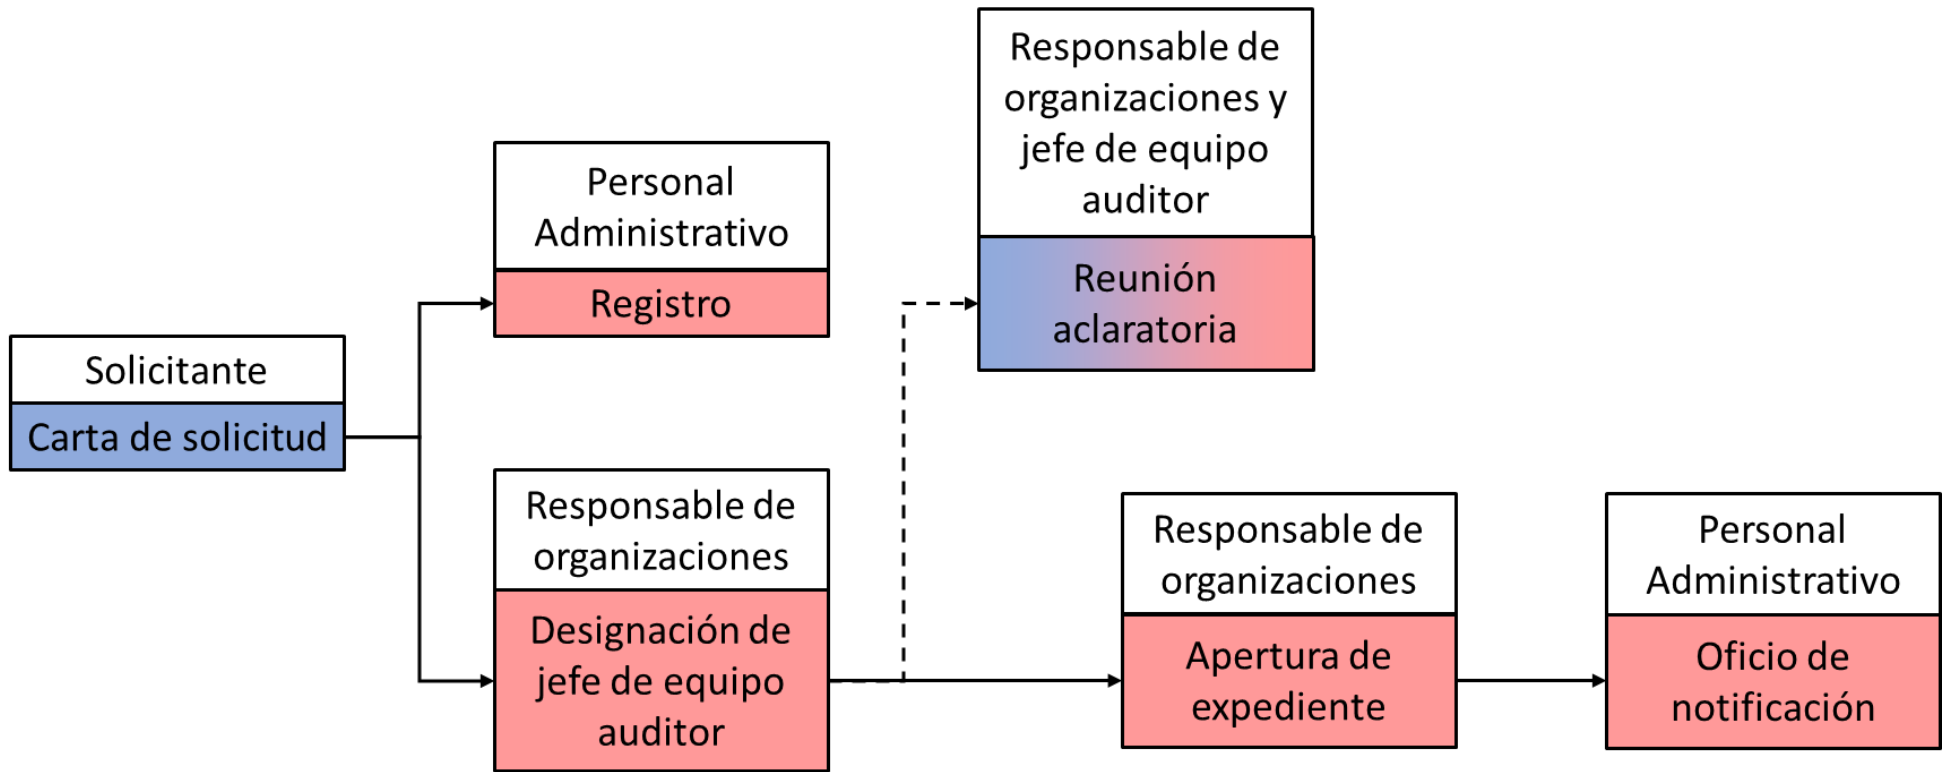 Solicitante
Carta de solicitud
Personal
Administrativo
Registro
Responsable de
organizaciones
Designación de
jefe de equipo
auditor
Responsable de
organizaciones y
jefe de equipo
auditor
Reunión
aclaratoria
Responsable de
organizaciones
Apertura de
expediente
Personal
Administrativo
Oficio de
notificación